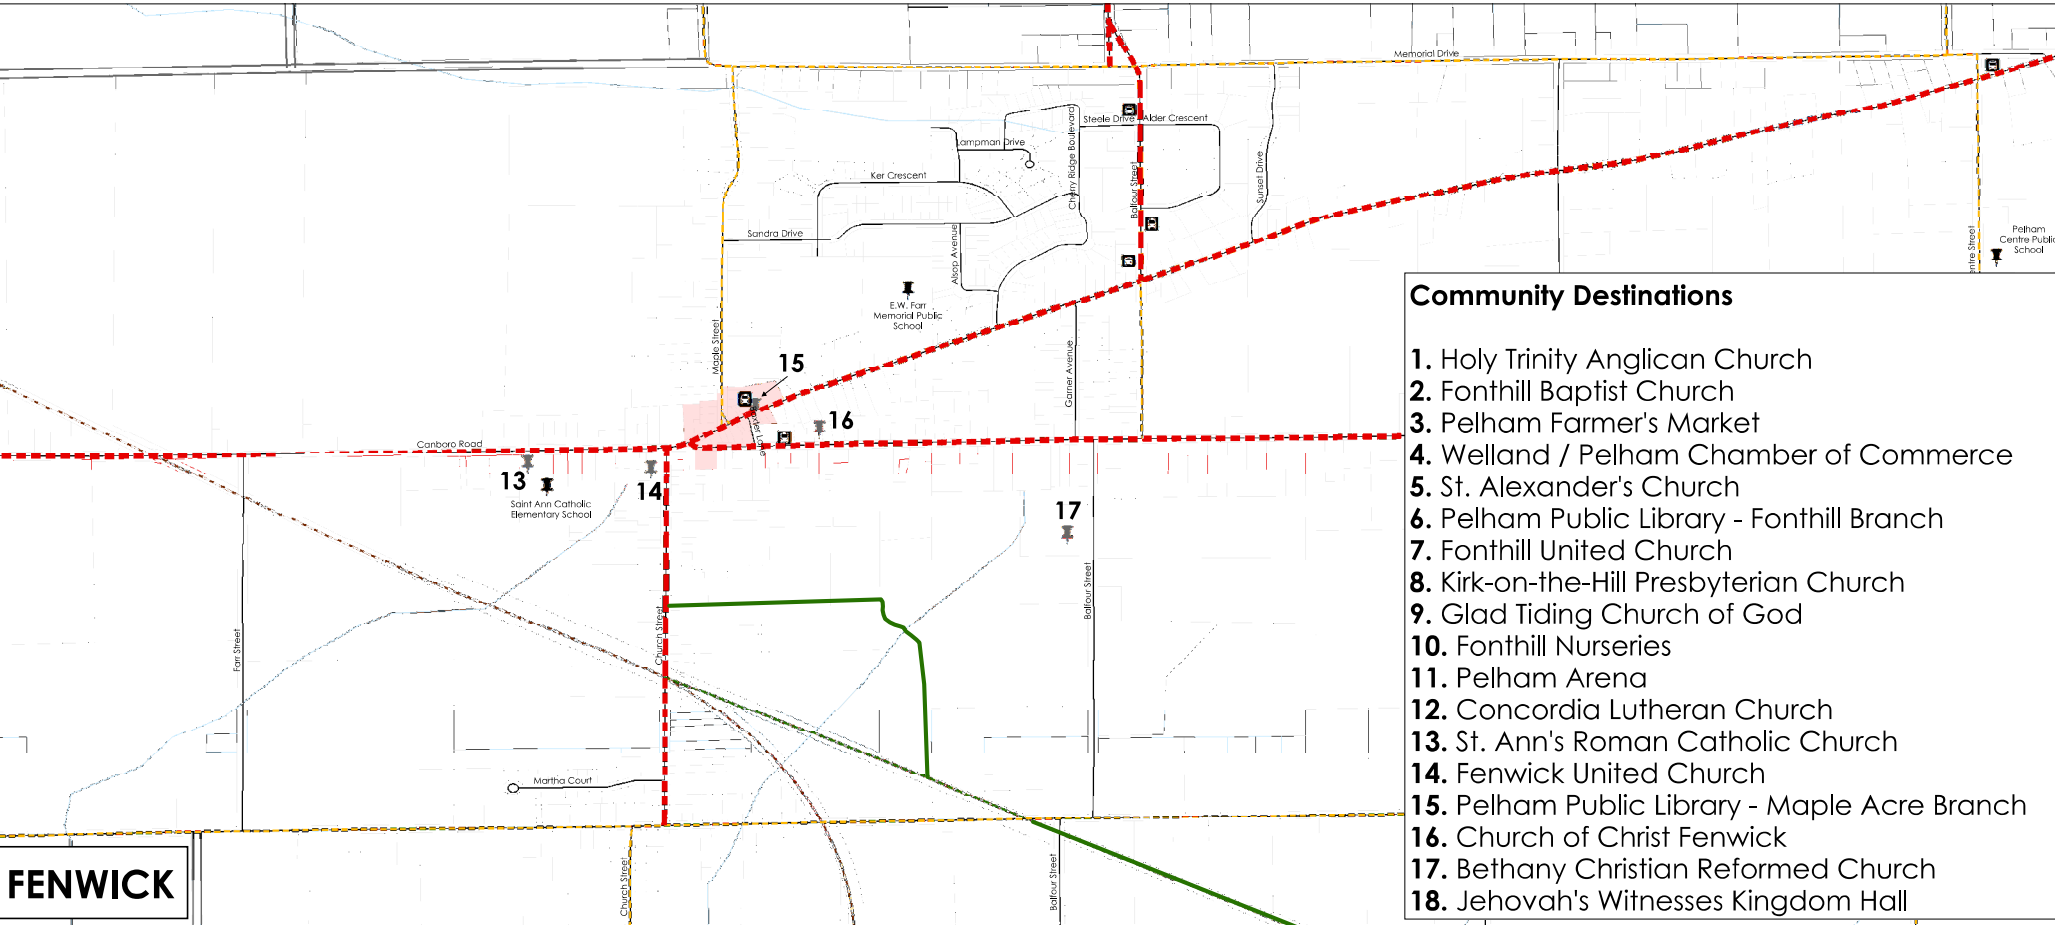 Memorial Drive
Steele Drive
Alder Crescent
Lampman Drive
Cherry Ridge Boulevard
Balfour Street
Sunset Drive
Ker Crescent
Sandra Drive
Alsop Avenue
Pelham
Centre Public
School
entre Street
E.W. Farr
Memorial Public
School
Maple Street
Garner Avenue
15
16
Canboro Road
13
14
Saint Ann Catholic
Elementary School
17
Balfour Street
Church Street
Farr Street
Martha Court
Church Street
Balfour Street
FENWICK
Community Destinations
1. Holy Trinity Anglican Church
2. Fonthill Baptist Church
3. Pelham Farmer's Market
4. Welland / Pelham Chamber of Commerce
5. St. Alexander's Church
6. Pelham Public Library - Fonthill Branch
7. Fonthill United Church
8. Kirk-on-the-Hill Presbyterian Church
9. Glad Tiding Church of God
10. Fonthill Nurseries
11. Pelham Arena
12. Concordia Lutheran Church
13. St. Ann's Roman Catholic Church
14. Fenwick United Church
15. Pelham Public Library - Maple Acre Branch
16. Church of Christ Fenwick
17. Bethany Christian Reformed Church
18. Jehovah's Witnesses Kingdom Hall